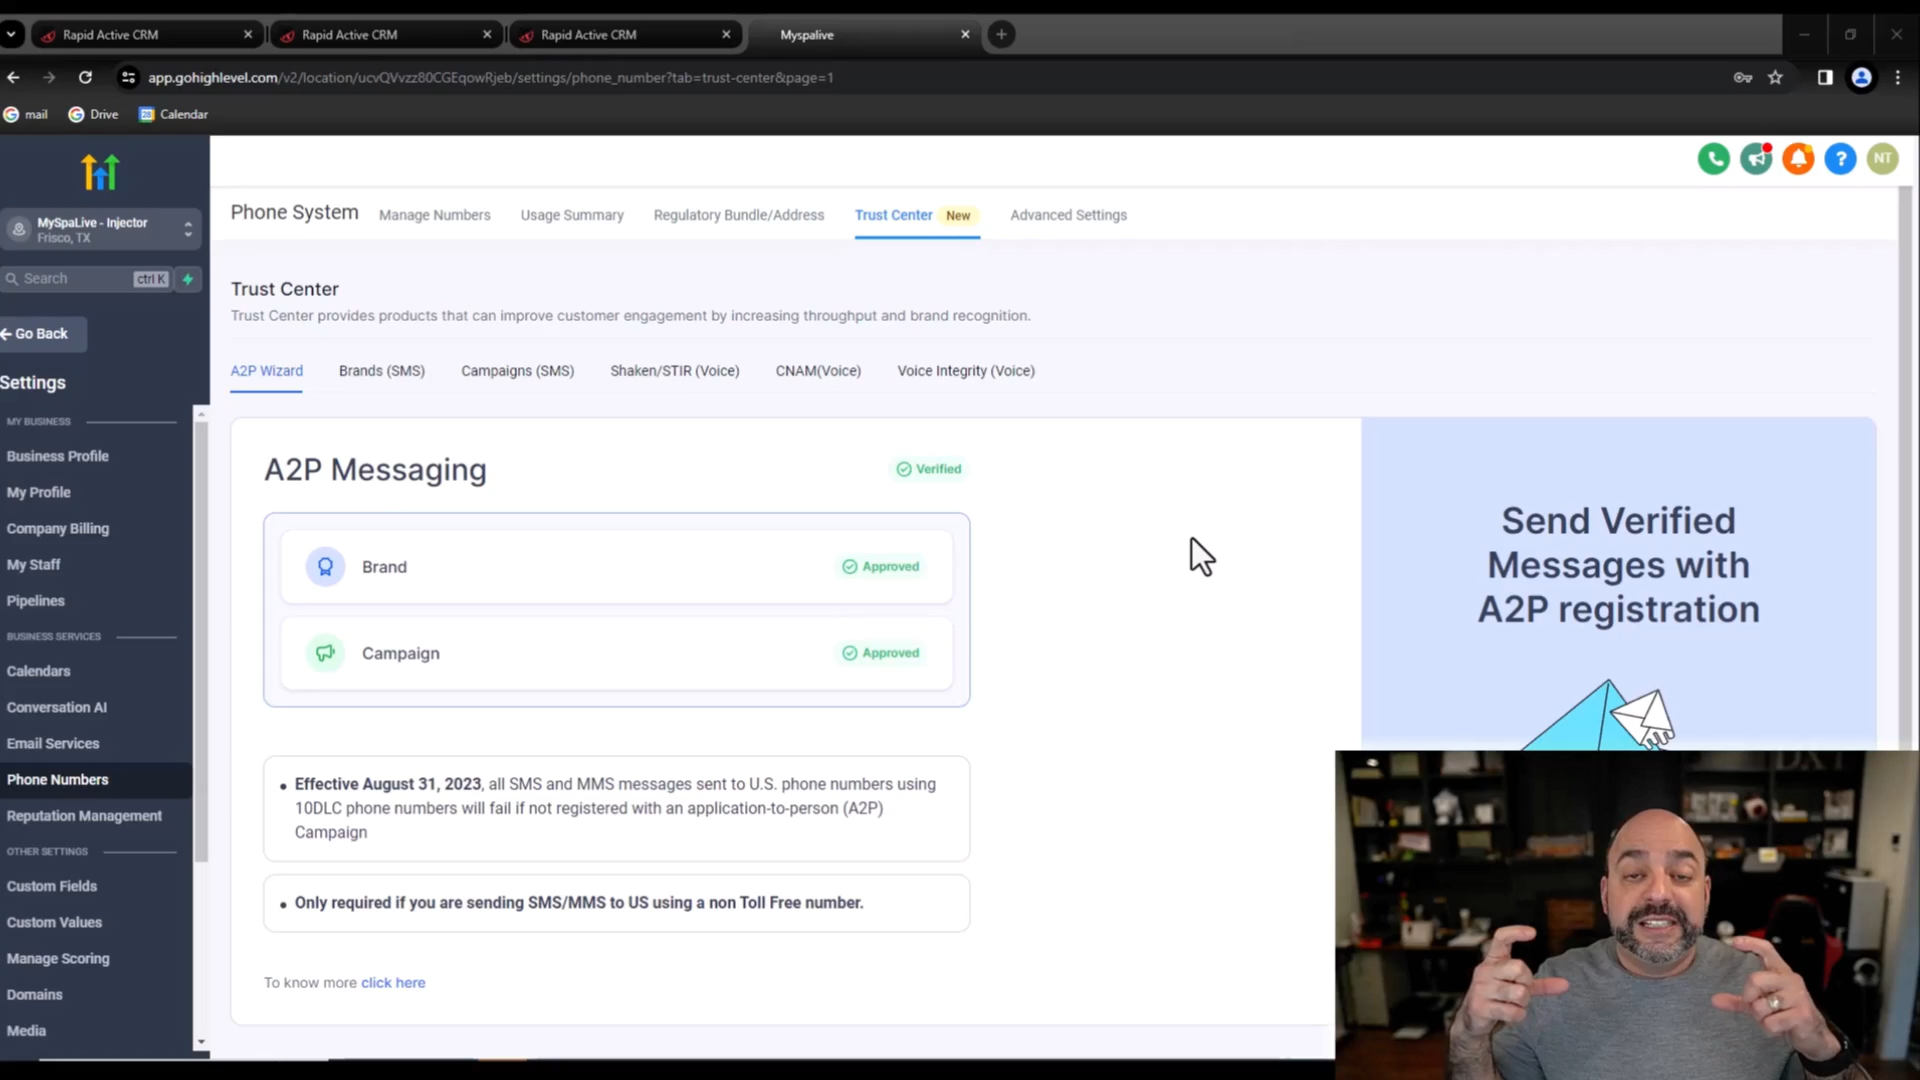 Rapid Active CRM
Rapid Active CRM
Rapid Active CRM
Myspalive
app.gohighlevel.com/v2/location/ucvQVvzz80CGEqowRjeb/settings/phone_number?tab=trust-center&page=1
mail
Drive
Calendar
MySpaLive - Injector
Frisco, TX
Search
ctrl K
Go Back
Settings
MY BUSINESS
Business Profile
My Profile
Company Billing
My Staff
Pipelines
BUSINESS SERVICES
Calendars
Conversation AI
Email Services
Phone Numbers
Reputation Management
OTHER SETTINGS
Custom Fields
Custom Values
Manage Scoring
Domains
Media
NT
Phone System
Manage Numbers
Usage Summary
Regulatory Bundle/Address
Trust Center New
Advanced Settings
Trust Center
Trust Center provides products that can improve customer engagement by increasing throughput and brand recognition.
A2P Wizard
Brands (SMS)
Campaigns (SMS)
Shaken/STIR (Voice)
CNAM(Voice)
Voice Integrity (Voice)
A2P Messaging
Verified
Brand
Approved
Campaign
Approved
Effective August 31, 2023, all SMS and MMS messages sent to U.S. phone numbers using
10DLC phone numbers will fail if not registered with an application-to-person (A2P)
Campaign
Only required if you are sending SMS/MMS to US using a non Toll Free number.
To know more click here
Send Verified
Messages with
A2P registration